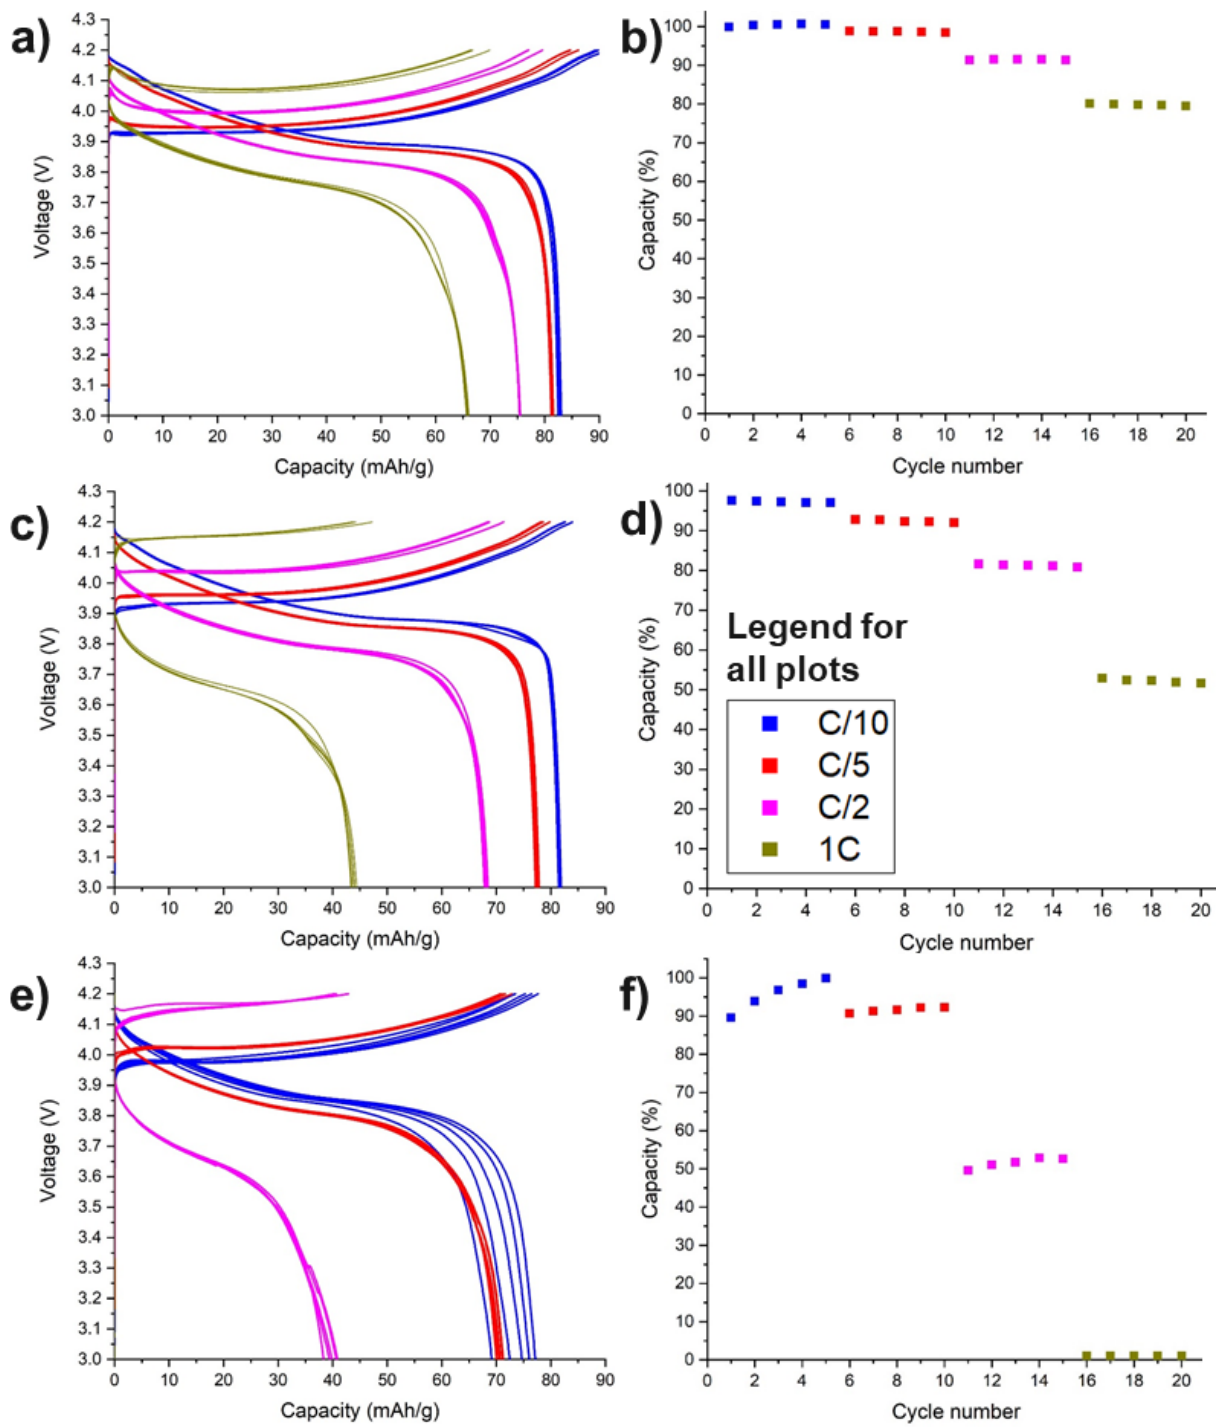 a)
4.3
4.2
4.1
4.0
3.9
3.8
3.7
3.6
3.5
3.4
3.3
3.2
3.1
3.0
Voltage (V)
0 10 20 30 40 50 60 70 80 90
Capacity (mAh/g)
b)
100
90
80
70
60
50
40
30
20
10
0
Capacity (%)
0 2 4 6 8 10 12 14 16 18 20
Cycle number
c)
4.3
4.2
4.1
4.0
3.9
3.8
3.7
3.6
3.5
3.4
3.3
3.2
3.1
3.0
Voltage (V)
0 10 20 30 40 50 60 70 80 90
Capacity (mAh/g)
d)
100
90
80
70
60
50
40
30
20
10
0
Capacity (%)
Legend for
all plots
C/10
C/5
C/2
1C
0 2 4 6 8 10 12 14 16 18 20
Cycle number
e)
4.3
4.2
4.1
4.0
3.9
3.8
3.7
3.6
3.5
3.4
3.3
3.2
3.1
3.0
Voltage (V)
0 10 20 30 40 50 60 70 80 90
Capacity (mAh/g)
f)
100
90
80
70
60
50
40
30
20
10
0
Capacity (%)
0 2 4 6 8 10 12 14 16 18 20
Cycle number